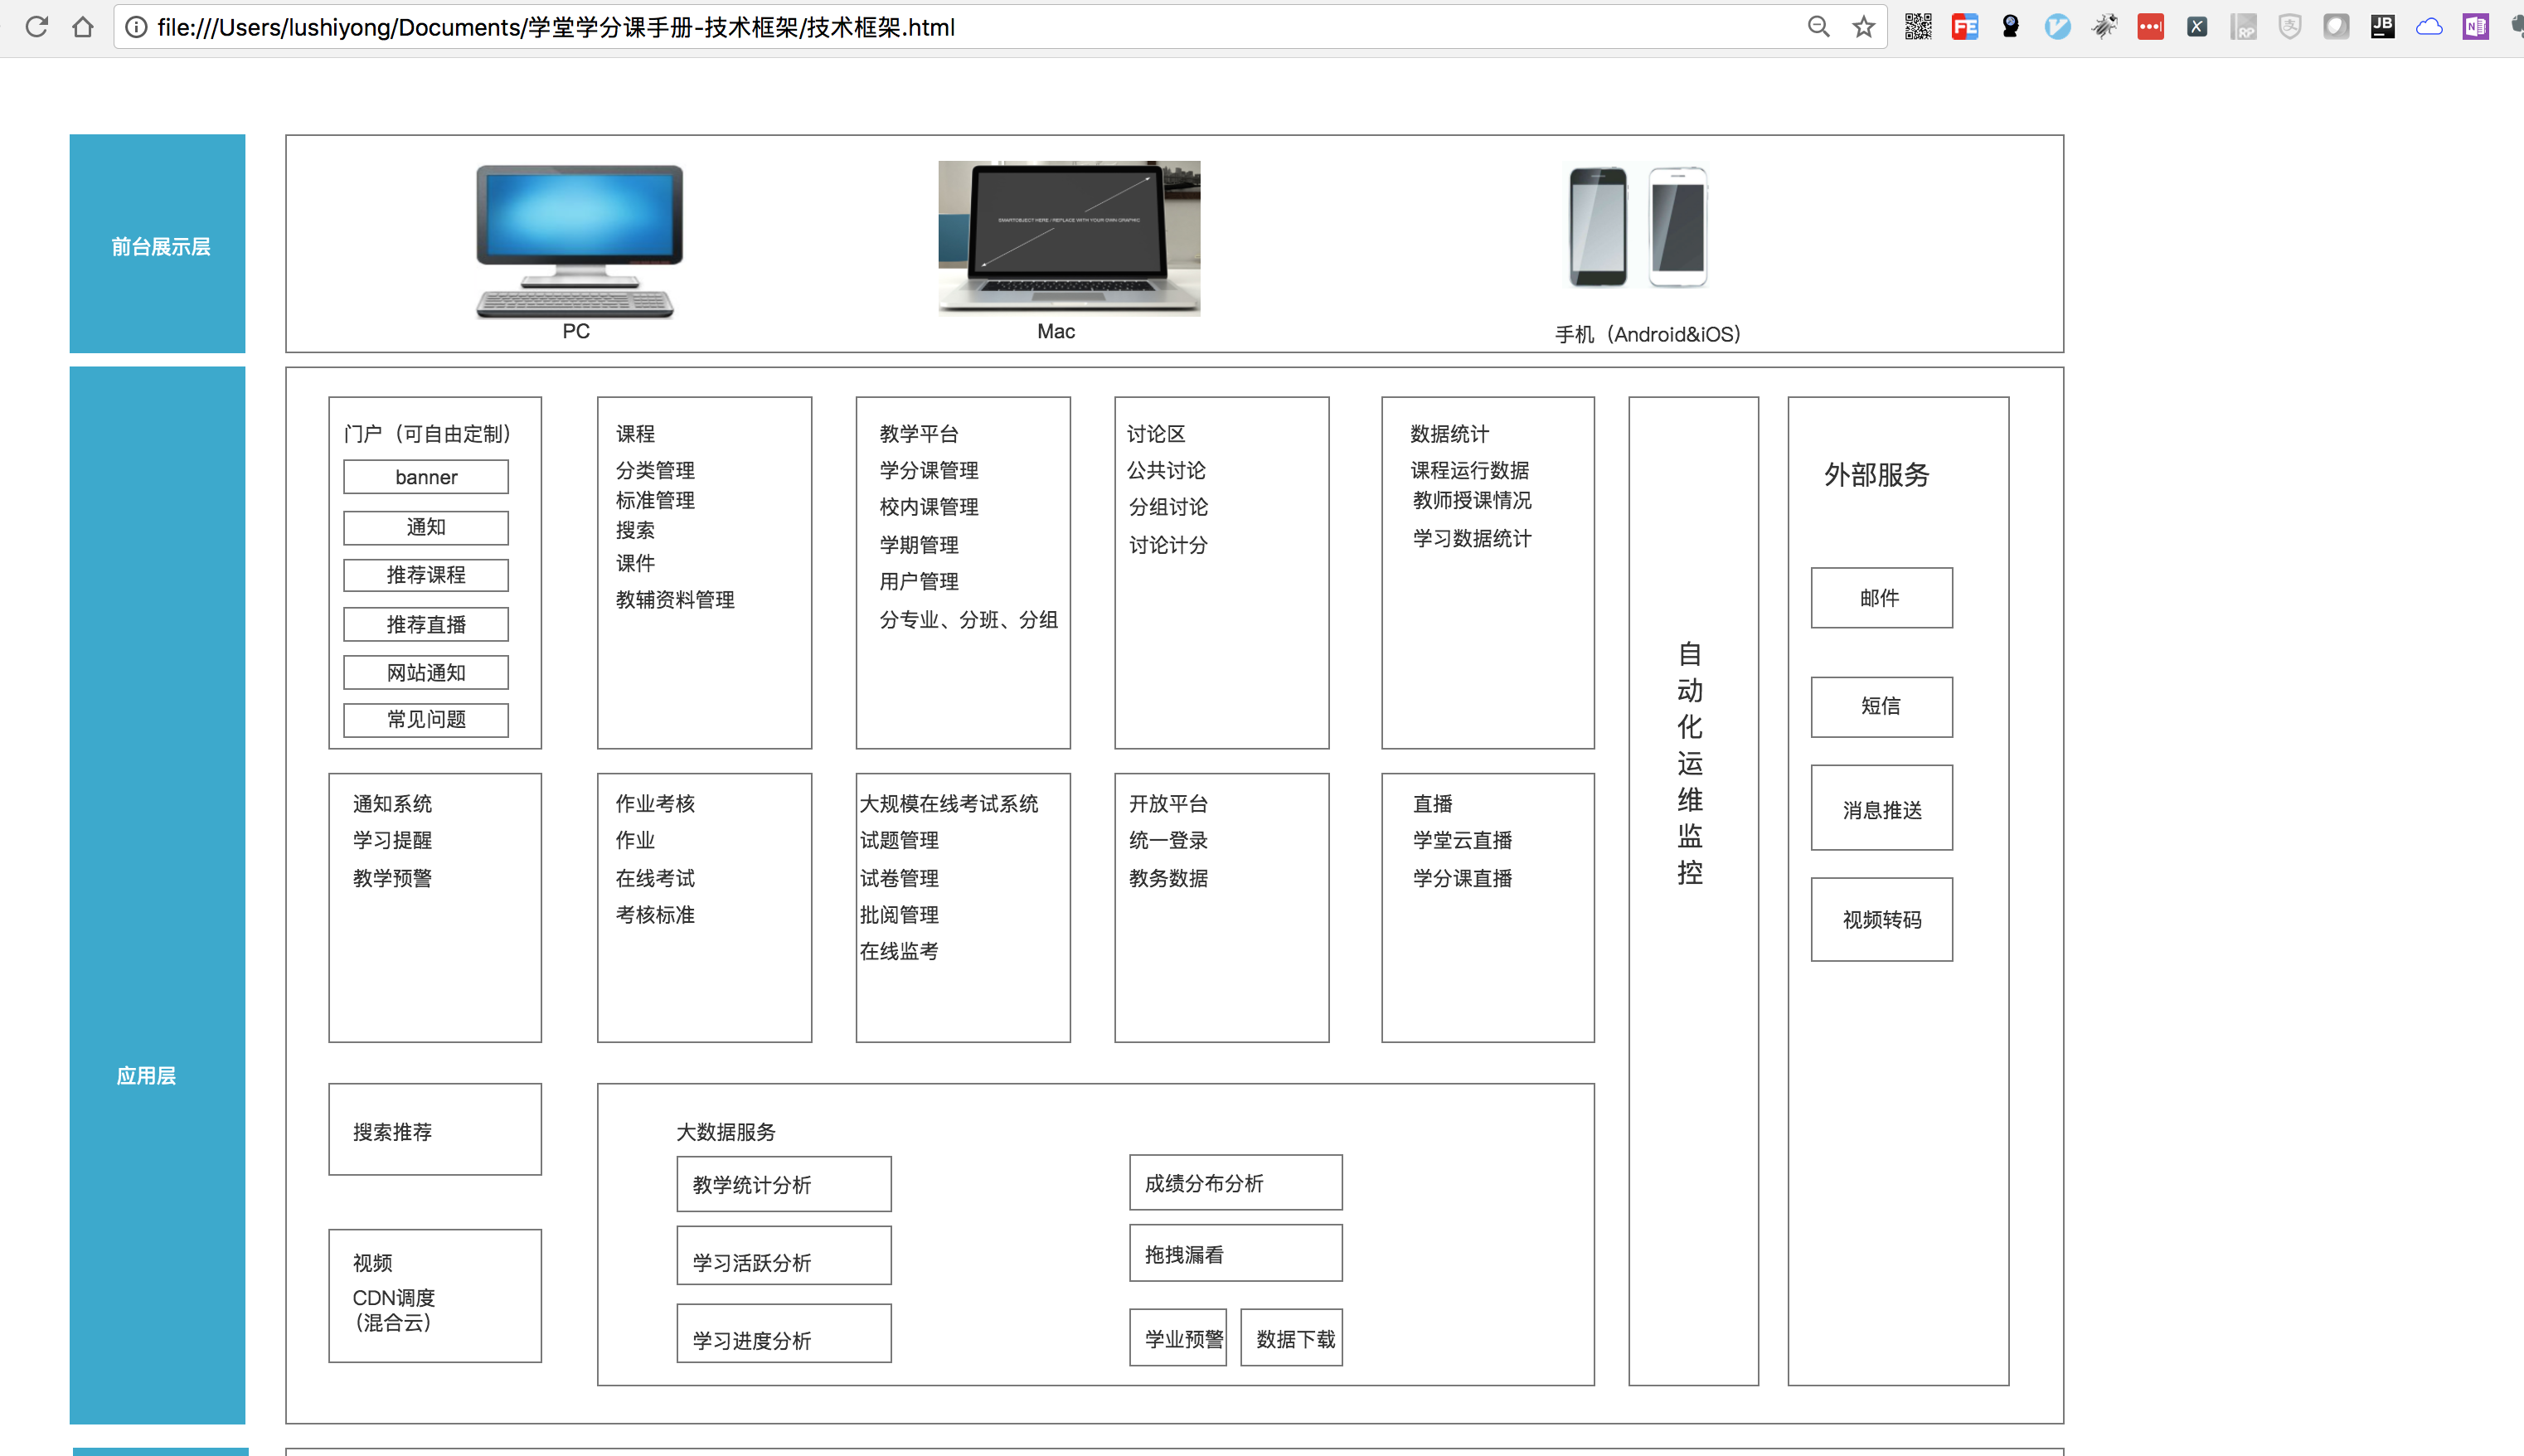 file:///Users/lushiyong/Documents/学堂学分课手册-技术框架/技术框架.html
前台展示层
SMARTOBJECT HERE / REPLACE WITH YOUR OWN GRAPHIC
PC
Mac
手机（Android&iOS）
应用层
门户（可自由定制）
banner
通知
推荐课程
推荐直播
网站通知
常见问题
课程
分类管理
标准管理
搜索
课件
教辅资料管理
教学平台
学分课管理
校内课管理
学期管理
用户管理
分专业、分班、分组
讨论区
公共讨论
分组讨论
讨论计分
数据统计
课程运行数据
教师授课情况
学习数据统计
自
动
化
运
维
监
控
外部服务
邮件
短信
消息推送
视频转码
通知系统
学习提醒
教学预警
作业考核
作业
在线考试
考核标准
大规模在线考试系统
试题管理
试卷管理
批阅管理
在线监考
开放平台
统一登录
教务数据
直播
学堂云直播
学分课直播
搜索推荐
视频
CDN调度
（混合云）
大数据服务
教学统计分析
学习活跃分析
学习进度分析
成绩分布分析
拖拽漏看
学业预警
数据下载
FE
RP
JB
N